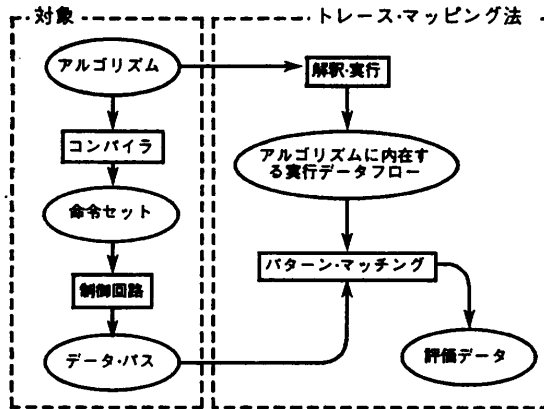 対象
トレース・マッピング法
アルゴリズム
解釈・実行
コンパイラ
アルゴリズムに内在す
る実行データフロー
命令セット
パターン・マッチング
制御回路
データ・パス
評価データ